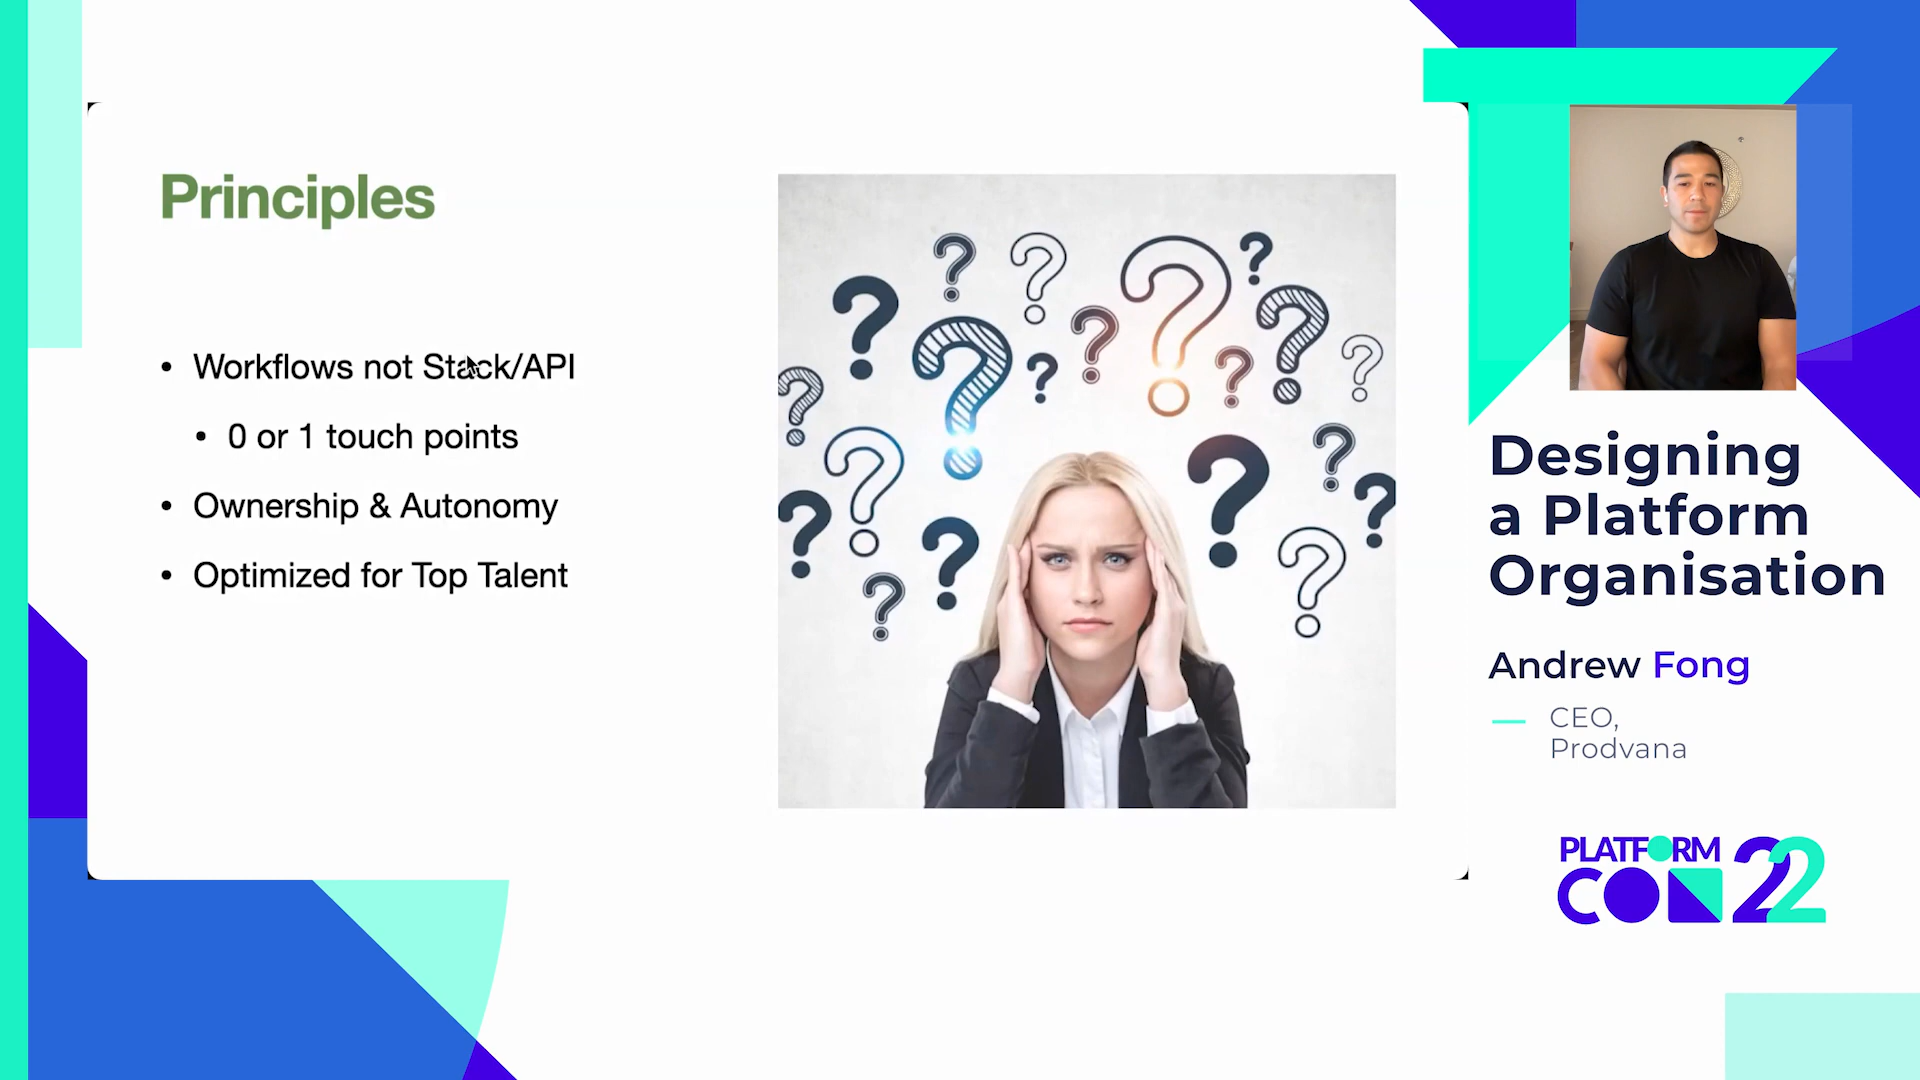 Principles
• Workflows not Stack/API
• 0 or 1 touch points
• Ownership & Autonomy
• Optimized for Top Talent
Designing
a Platform
Organisation
Andrew Fong
CEO,
Prodvana
PLATFORM
CON 22